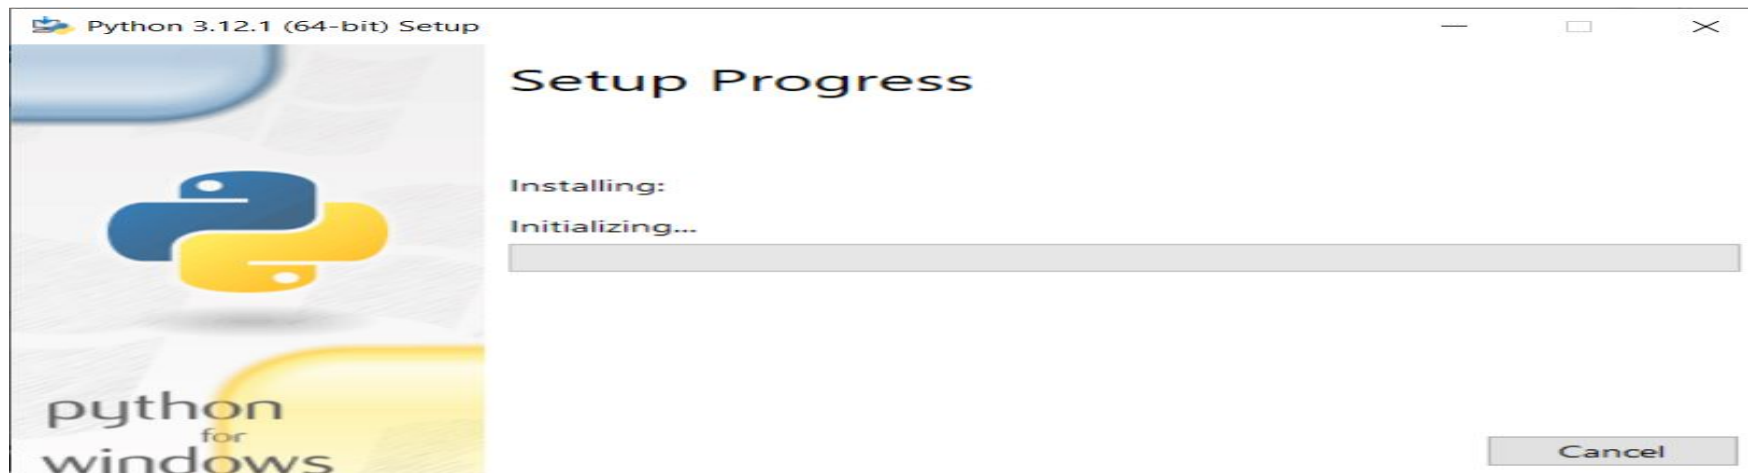 Python 3.12.1 (64-bit) Setup
Setup Progress
Installing:
Initializing...
python
for
windows
Cancel